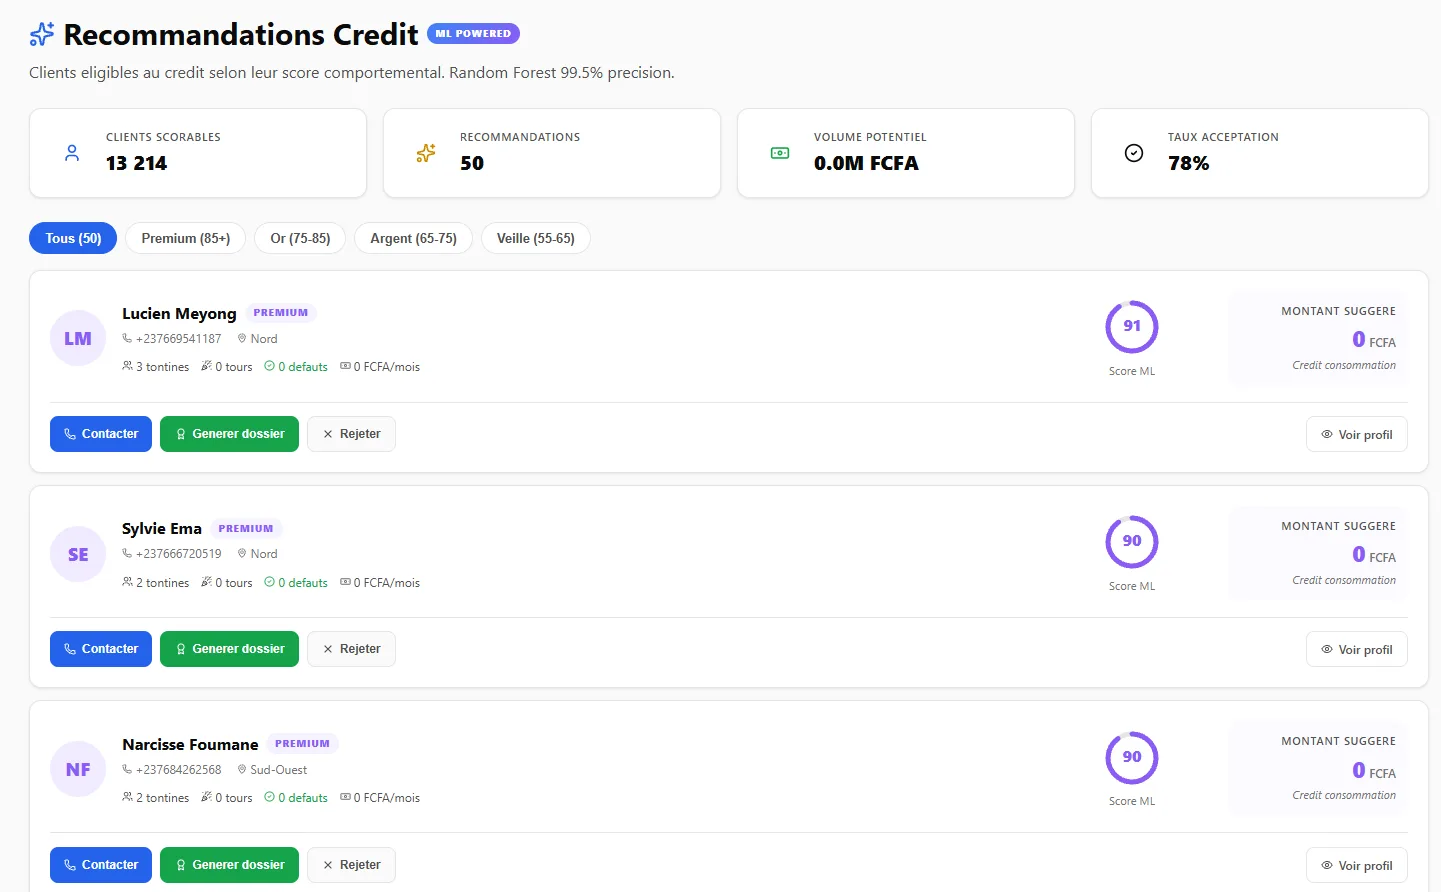 Recommandations Credit ML POWERED
Clients eligibles au credit selon leur score comportemental. Random Forest 99.5% precision.
CLIENTS SCORABLES
13 214
RECOMMANDATIONS
50
VOLUME POTENTIEL
0.0M FCFA
TAUX ACCEPTATION
78%
Tous (50) Premium (85+) Or (75-85) Argent (65-75) Veille (55-65)
LM
Lucien Meyong PREMIUM
+237669541187 Nord
3 tontines 0 tours 0 defauts 0 FCFA/mois
91
Score ML
MONTANT SUGGERE
0 FCFA
Credit consommation
Contacter Generer dossier Rejeter Voir profil
SE
Sylvie Ema PREMIUM
+237666720519 Nord
2 tontines 0 tours 0 defauts 0 FCFA/mois
90
Score ML
MONTANT SUGGERE
0 FCFA
Credit consommation
Contacter Generer dossier Rejeter Voir profil
NF
Narcisse Foumane PREMIUM
+237684262568 Sud-Ouest
2 tontines 0 tours 0 defauts 0 FCFA/mois
90
Score ML
MONTANT SUGGERE
0 FCFA
Credit consommation
Contacter Generer dossier Rejeter Voir profil